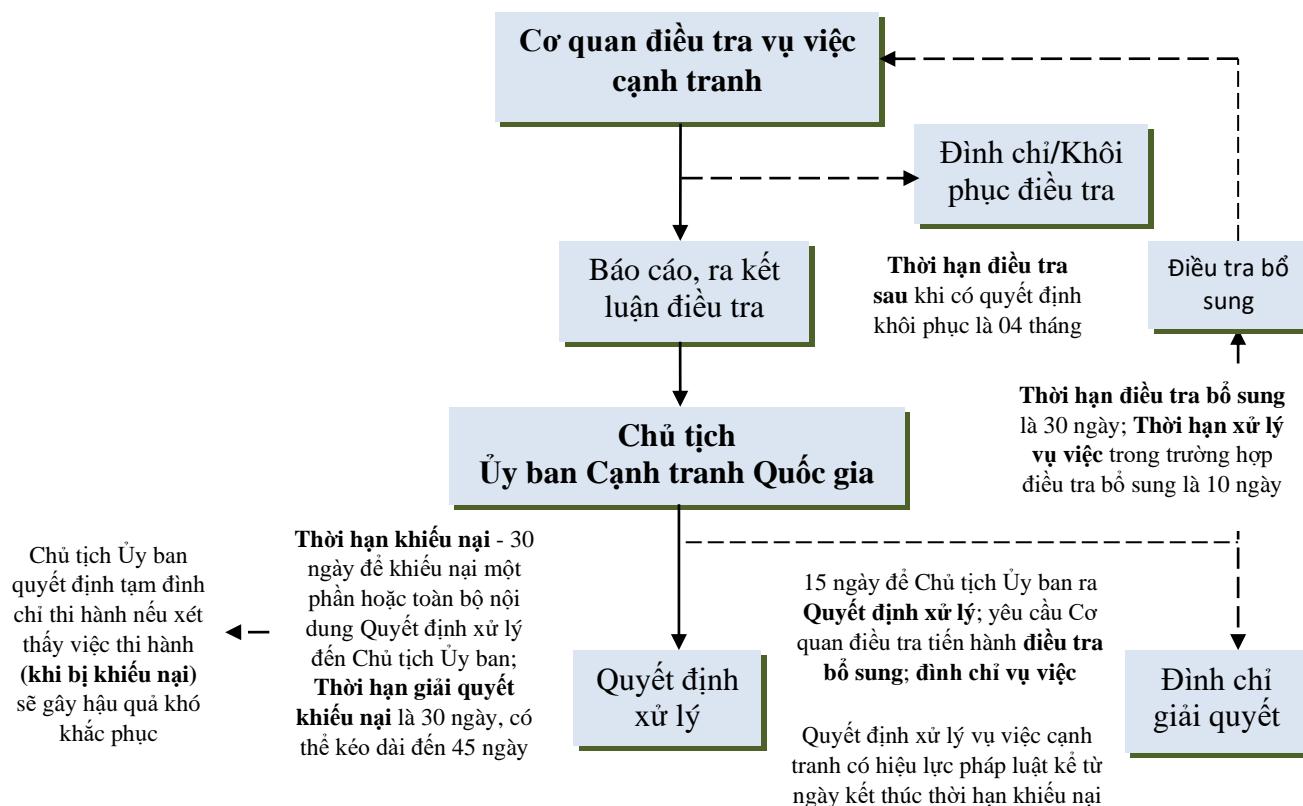 Cơ quan điều tra vụ việc
cạnh tranh
Đình chỉ/Khôi
phục điều tra
Báo cáo, ra kết
luận điều tra
Thời hạn điều tra
sau khi có quyết định
khôi phục là 04 tháng
Điều tra bổ
sung
Thời hạn điều tra bổ sung
là 30 ngày; Thời hạn xử lý
vụ việc trong trường hợp
điều tra bổ sung là 10 ngày
Chủ tịch
Ủy ban Cạnh tranh Quốc gia
Chủ tịch Ủy ban
quyết định tạm đình
chỉ thi hành nếu xét
thấy việc thi hành
(khi bị khiếu nại)
sẽ gây hậu quả khó
khắc phục
Thời hạn khiếu nại - 30
ngày để khiếu nại một
phần hoặc toàn bộ nội
dung Quyết định xử lý
đến Chủ tịch Ủy ban;
Thời hạn giải quyết
khiếu nại là 30 ngày, có
thể kéo dài đến 45 ngày
Quyết định
xử lý
15 ngày để Chủ tịch Ủy ban ra
Quyết định xử lý; yêu cầu Cơ
quan điều tra tiến hành điều tra
bổ sung; đình chỉ vụ việc
Đình chỉ
giải quyết
Quyết định xử lý vụ việc cạnh
tranh có hiệu lực pháp luật kể từ
ngày kết thúc thời hạn khiếu nại